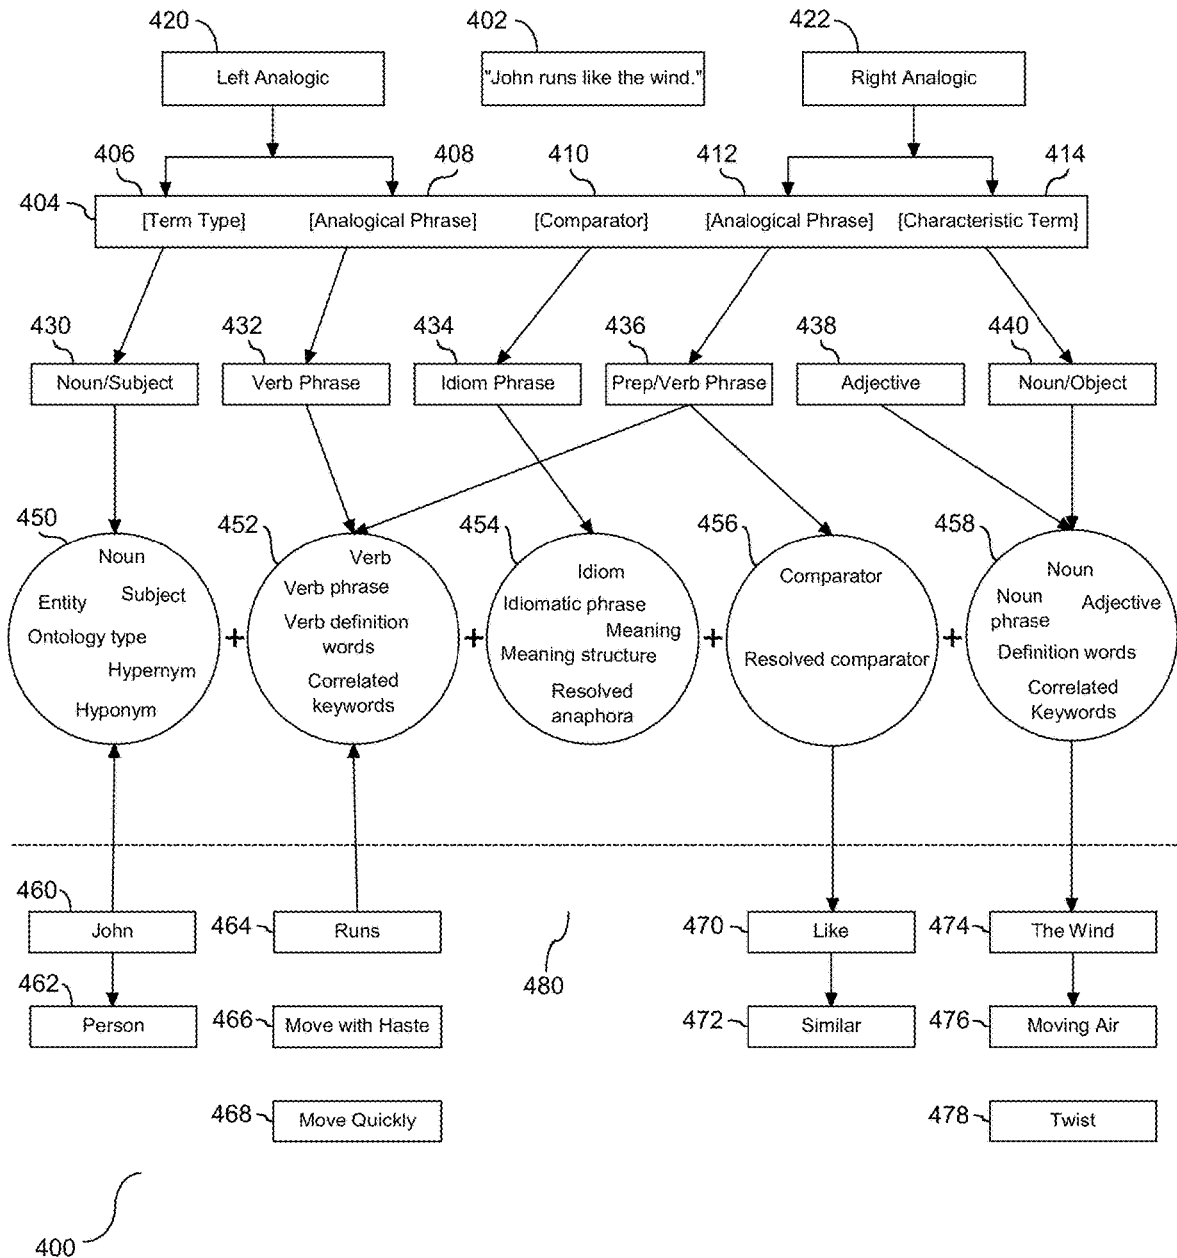 420
402
422
Left Analogic
"John runs like the wind."
Right Analogic
406
408
410
412
414
404
[Term Type]
[Analogical Phrase]
[Comparator]
[Analogical Phrase]
[Characteristic Term]
430
432
434
436
438
440
Noun/Subject
Verb Phrase
Idiom Phrase
Prep/Verb Phrase
Adjective
Noun/Object
450
Noun
Entity
Subject
Ontology type
Hypernym
Hyponym
+
452
Verb
Verb phrase
Verb definition
words
Correlated
keywords
+
454
Idiom
Idiomatic phrase
Meaning
Meaning structure
Resolved
anaphora
+
456
Comparator
Resolved comparator
+
458
Noun
Noun
phrase
Adjective
Definition words
Correlated
Keywords
460
John
464
Runs
470
Like
474
The Wind
480
462
Person
466
Move with Haste
472
Similar
476
Moving Air
468
Move Quickly
478
Twist
400